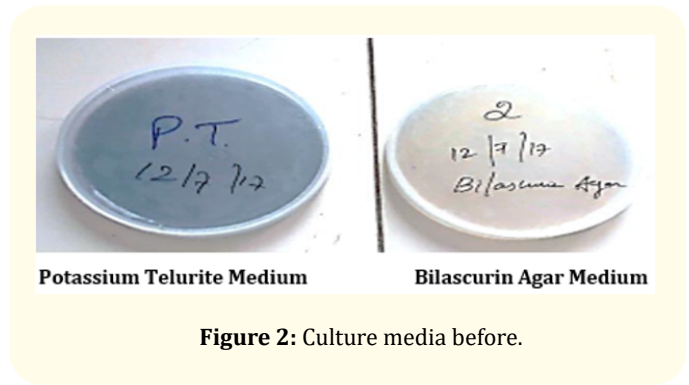 P.T.
12/7/17
2
12/7/17
Bilascurin Agar
Potassium Telurite Medium
Bilascurin Agar Medium
Figure 2: Culture media before.